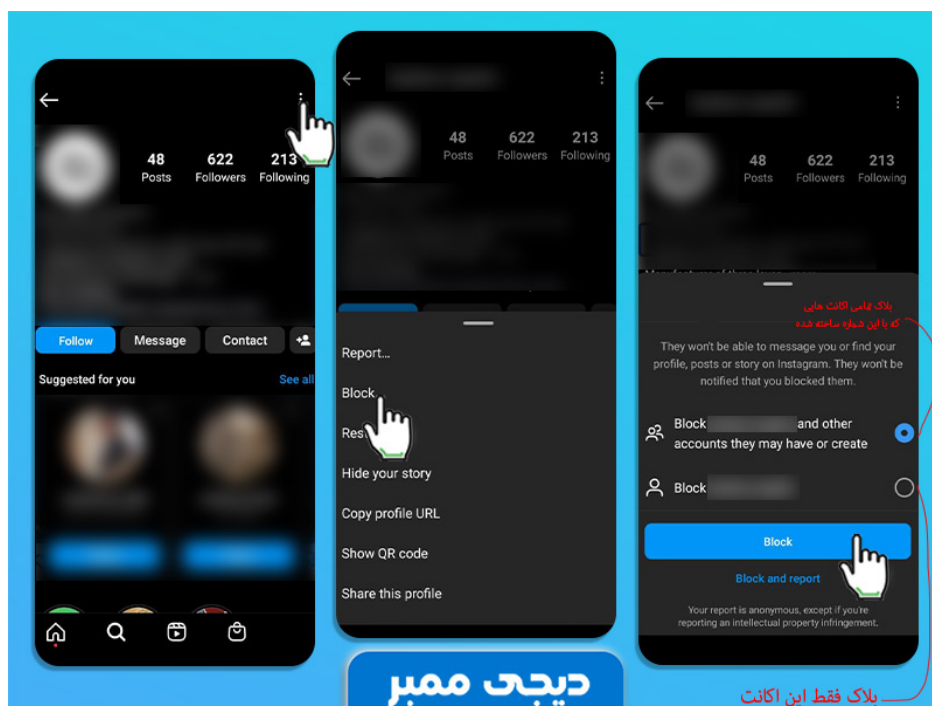 48 622 213
Posts Followers Following
Follow Message Contact
Suggested for you See all
48 622 213
Posts Followers Following
Report...
Block
Hide your story
Copy profile URL
Show QR code
Share this profile
48 622 213
Posts Followers Following
بلاک تمامی اکانت هایی
که با این شماره ساخته شده
They won't be able to message you or find your
profile, posts or story on Instagram. They won't be
notified that you blocked them.
Block and other
accounts they may have or create
Block
Block
Block and report
Your report is anonymous, except if you're
reporting an intellectual property infringement.
بلاک فقط این اکانت
دیجی ممبر